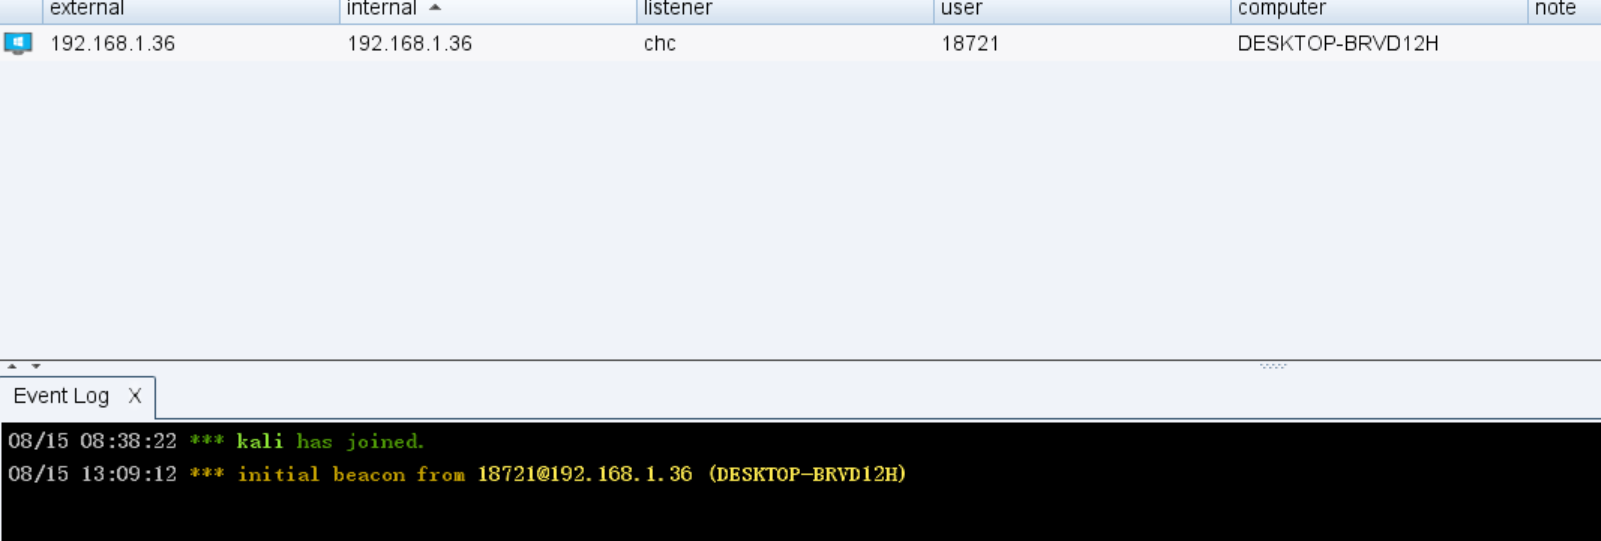 external internal listener user computer note
192.168.1.36 192.168.1.36 chc 18721 DESKTOP-BRVD12H
Event Log X
08/15 08:38:22 *** kali has joined.
08/15 13:09:12 *** initial beacon from 18721@192.168.1.36 (DESKTOP-BRVD12H)